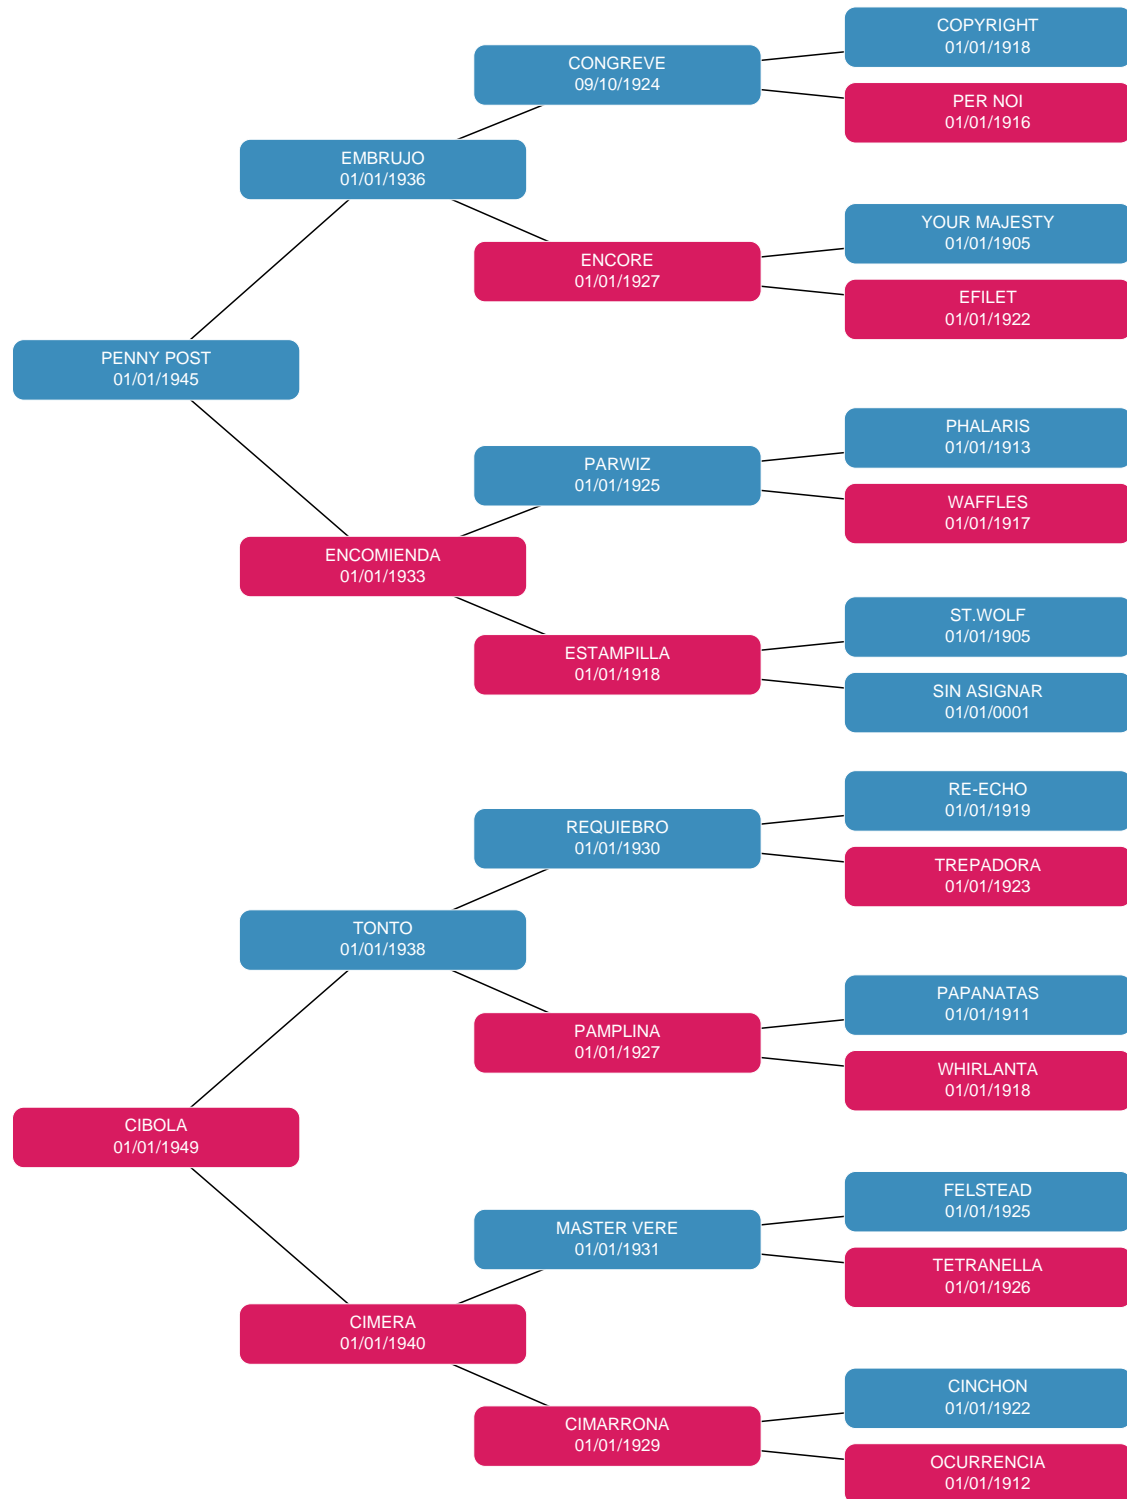 COPYRIGHT
01/01/1918
CONGREVE
09/10/1924
PER NOI
01/01/1916
EMBRUJO
01/01/1936
YOUR MAJESTY
01/01/1905
ENCORE
01/01/1927
EFILET
01/01/1922
PENNY POST
01/01/1945
PHALARIS
01/01/1913
PARWIZ
01/01/1925
WAFFLES
01/01/1917
ENCOMIENDA
01/01/1933
ST.WOLF
01/01/1905
ESTAMPILLA
01/01/1918
SIN ASIGNAR
01/01/0001
RE-ECHO
01/01/1919
REQUIEBRO
01/01/1930
TREPADORA
01/01/1923
TONTO
01/01/1938
PAPANATAS
01/01/1911
PAMPLINA
01/01/1927
WHIRLANTA
01/01/1918
CIBOLA
01/01/1949
FELSTEAD
01/01/1925
MASTER VERE
01/01/1931
TETRANELLA
01/01/1926
CIMERA
01/01/1940
CINCHON
01/01/1922
CIMARRONA
01/01/1929
OCURRENCIA
01/01/1912